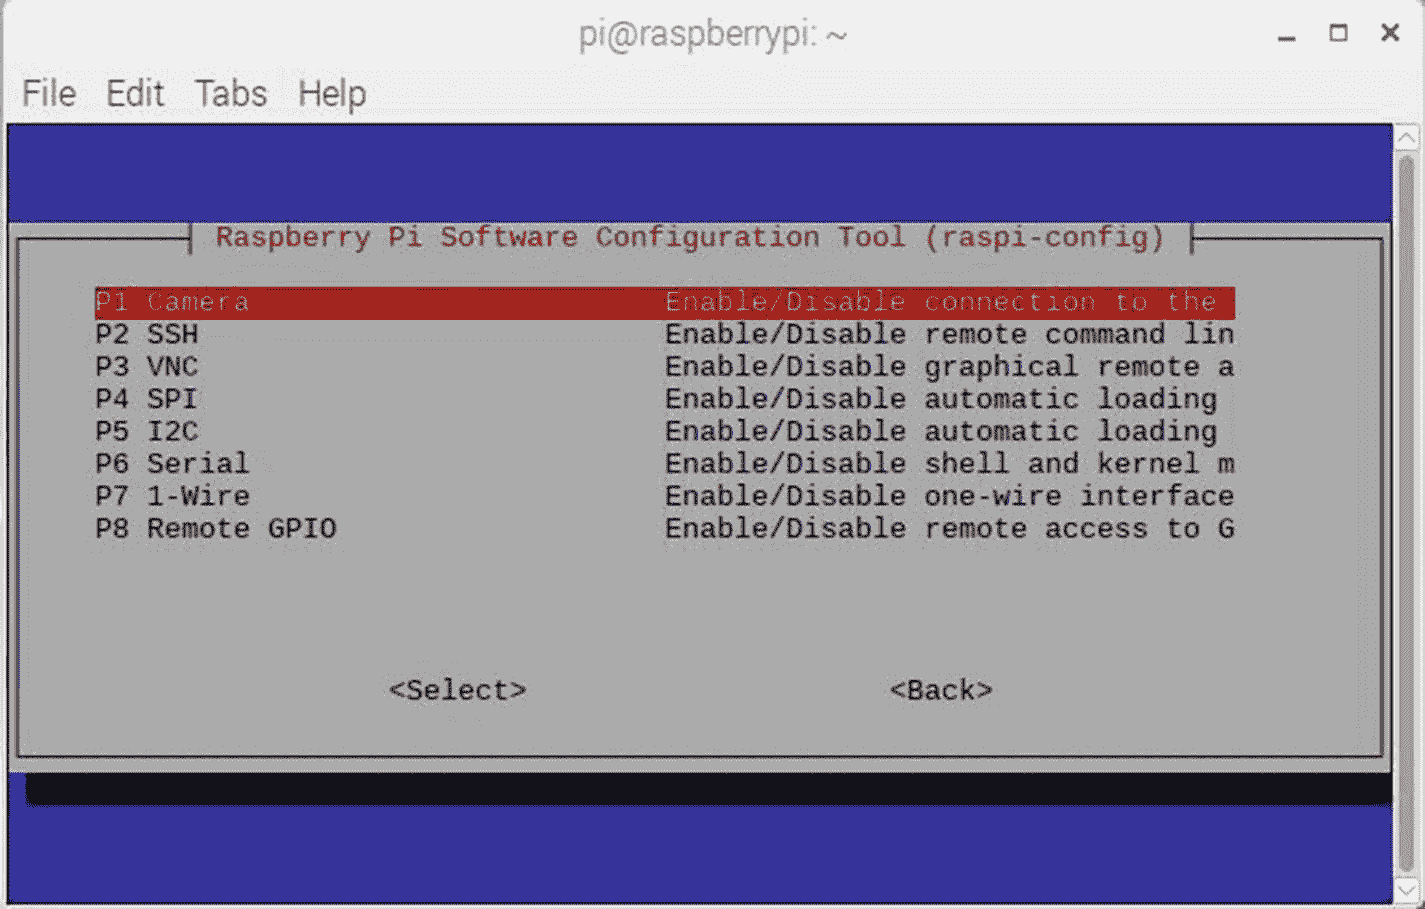 pi@raspberrypi: ~
File Edit Tabs Help
Raspberry Pi Software Configuration Tool (raspi-config)
P1 Camera Enable/Disable connection to the
P2 SSH Enable/Disable remote command lin
P3 VNC Enable/Disable graphical remote a
P4 SPI Enable/Disable automatic loading
P5 I2C Enable/Disable automatic loading
P6 Serial Enable/Disable shell and kernel m
P7 1-Wire Enable/Disable one-wire interface
P8 Remote GPIO Enable/Disable remote access to G
<Select> <Back>